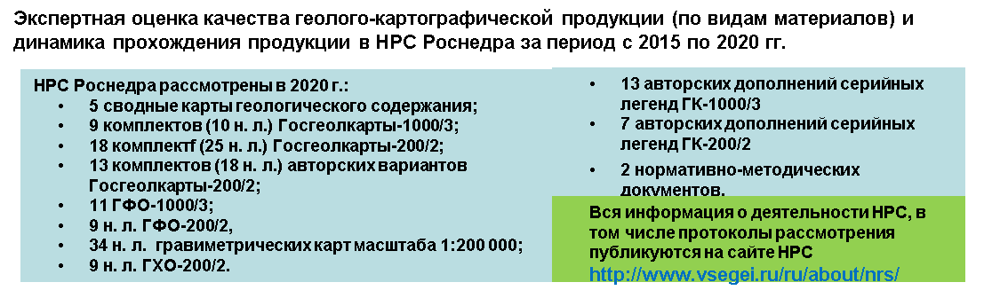 Экспертная оценка качества геолого-картографической продукции (по видам материалов) и
динамика прохождения продукции в НРС Роснедра за период с 2015 по 2020 гг.
НРС Роснедра рассмотрены в 2020 г.:
• 5 сводные карты геологического содержания;
• 9 комплектов (10 н. л.) Госгеолкарты-1000/3;
• 18 комплектf (25 н. л.) Госгеолкарты-200/2;
• 13 комплектов (18 н. л.) авторских вариантов
Госгеолкарты-200/2;
• 11 ГФО-1000/3;
• 9 н. л. ГФО-200/2,
• 34 н. л. гравиметрических карт масштаба 1:200 000;
• 9 н. л. ГХО-200/2.
• 13 авторских дополнений серийных
легенд ГК-1000/3
• 7 авторских дополнений серийных
легенд ГК-200/2
• 2 нормативно-методических
документов.
Вся информация о деятельности НРС, в
том числе протоколы рассмотрения
публикуются на сайте НРС
http://www.vsegei.ru/ru/about/nrs/